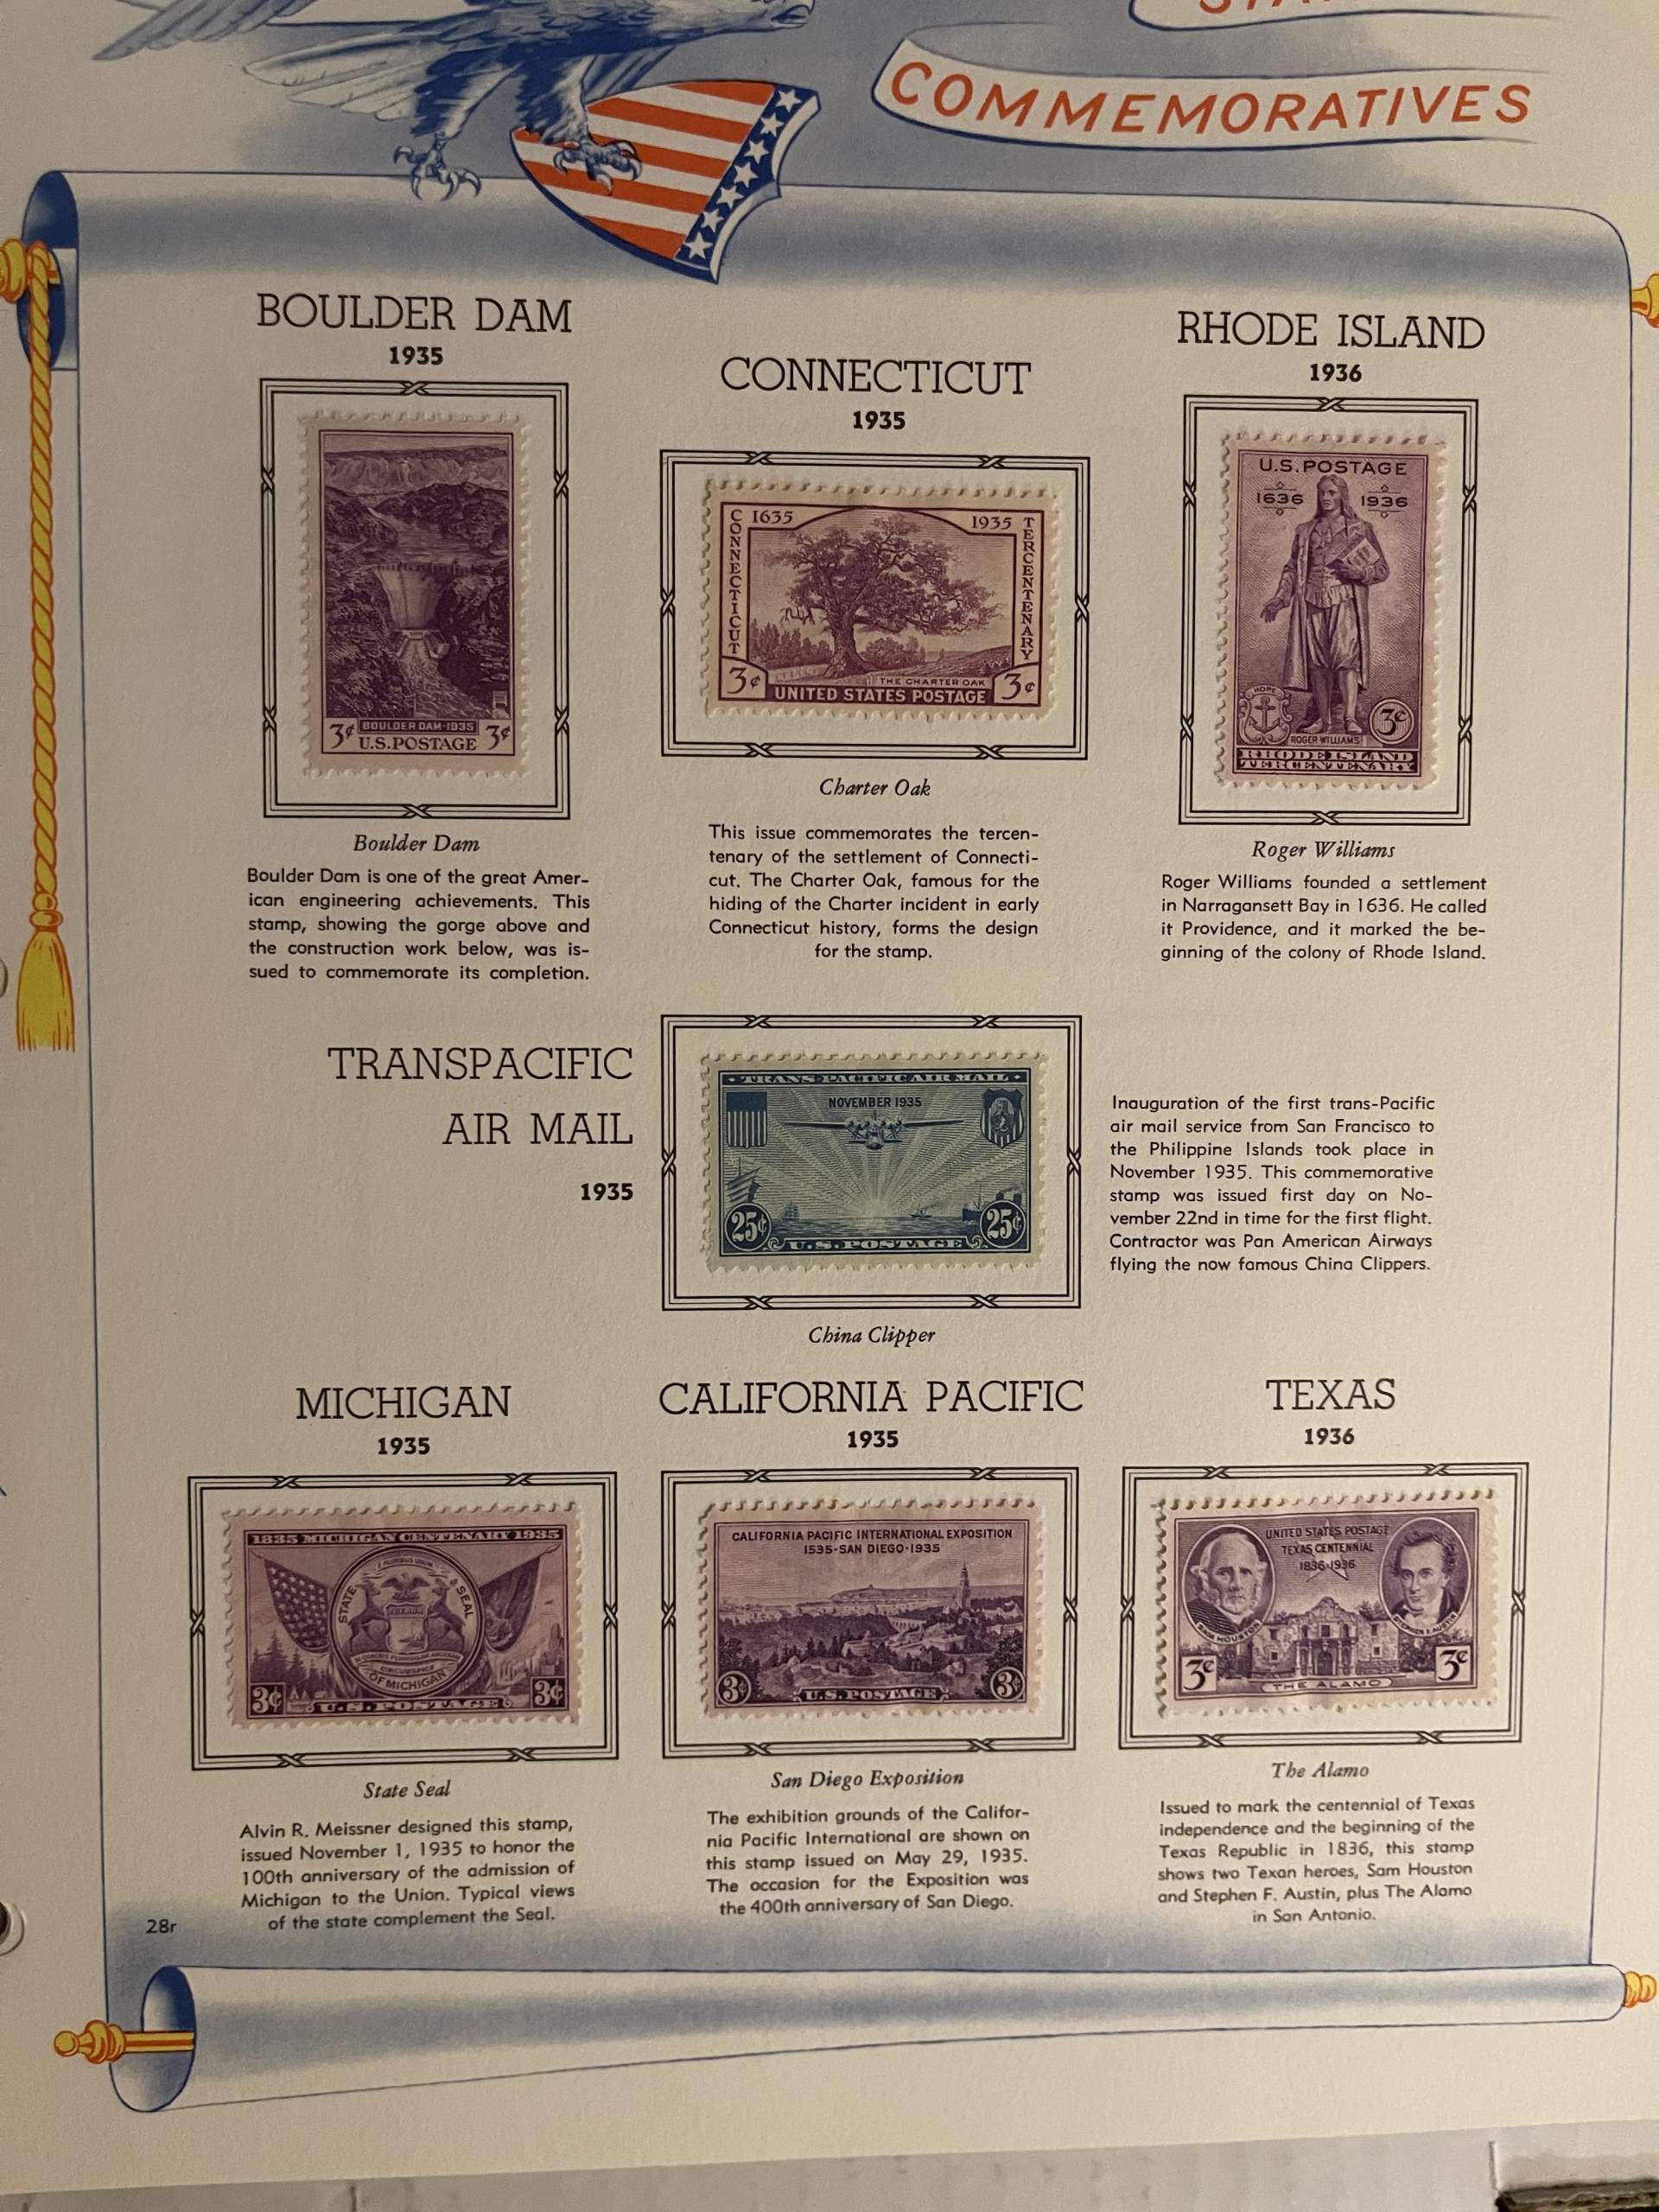 COMMEMORATIVES
BOULDER DAM
1935
3¢ BOULDER DAM·1935 3¢
U.S.POSTAGE
Boulder Dam
Boulder Dam is one of the great Amer-
ican engineering achievements. This
stamp, showing the gorge above and
the construction work below, was is-
sued to commemorate its completion.
CONNECTICUT
1935
1635 1935
CONNECTICUT
TERCENTENARY
THE CHARTER OAK
3¢ UNITED STATES POSTAGE 3¢
Charter Oak
This issue commemorates the tercen-
tenary of the settlement of Connecti-
cut. The Charter Oak, famous for the
hiding of the Charter incident in early
Connecticut history, forms the design
for the stamp.
RHODE ISLAND
1936
U.S.POSTAGE
1636 1936
HOPE
3¢
ROGER WILLIAMS
RHODE ISLAND
TERCENTENARY
Roger Williams
Roger Williams founded a settlement
in Narragansett Bay in 1636. He called
it Providence, and it marked the be-
ginning of the colony of Rhode Island.
TRANSPACIFIC
AIR MAIL
1935
TRANS-PACIFIC AIR MAIL
NOVEMBER 1935
25¢ 25¢
U.S. POSTAGE
China Clipper
Inauguration of the first trans-Pacific
air mail service from San Francisco to
the Philippine Islands took place in
November 1935. This commemorative
stamp was issued first day on No-
vember 22nd in time for the first flight.
Contractor was Pan American Airways
flying the now famous China Clippers.
MICHIGAN
1935
1835 MICHIGAN CENTENARY 1935
E PLURIBUS UNUM
STATE SEAL
TUEBOR
CIRCUMSPICE
OF MICHIGAN
3¢ U.S. POSTAGE 3¢
State Seal
Alvin R. Meissner designed this stamp,
issued November 1, 1935 to honor the
100th anniversary of the admission of
Michigan to the Union. Typical views
of the state complement the Seal.
CALIFORNIA PACIFIC
1935
CALIFORNIA PACIFIC INTERNATIONAL EXPOSITION
1535·SAN DIEGO·1935
3¢ U.S. POSTAGE 3¢
San Diego Exposition
The exhibition grounds of the Califor-
nia Pacific International are shown on
this stamp issued on May 29, 1935.
The occasion for the Exposition was
the 400th anniversary of San Diego.
TEXAS
1936
UNITED STATES POSTAGE
TEXAS CENTENNIAL
1836·1936
SAM HOUSTON
STEPHEN F. AUSTIN
3¢ 3¢
THE ALAMO
The Alamo
Issued to mark the centennial of Texas
independence and the beginning of the
Texas Republic in 1836, this stamp
shows two Texan heroes, Sam Houston
and Stephen F. Austin, plus The Alamo
in San Antonio.
28r